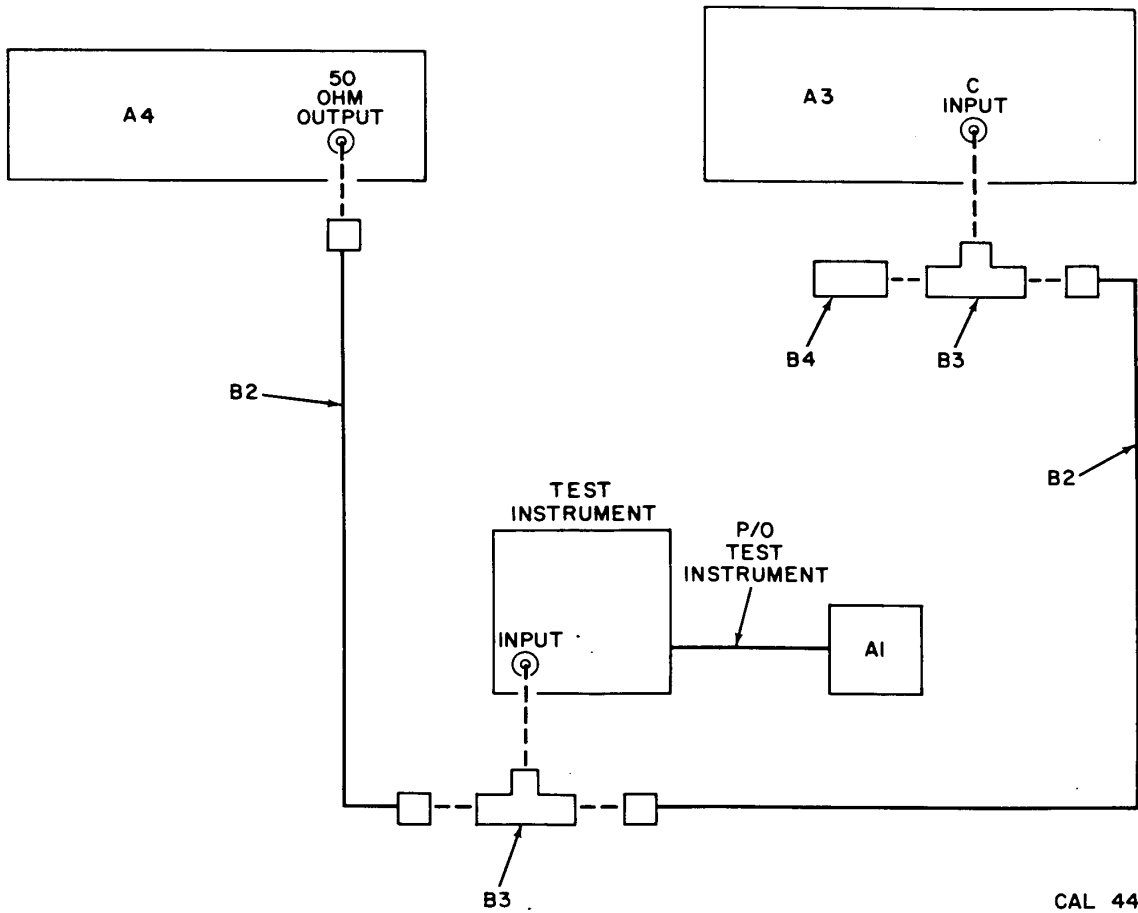 A4
50
OHM
OUTPUT
A3
C
INPUT
B4
B3
B2
B2
TEST
INSTRUMENT
P/O
TEST
INSTRUMENT
INPUT
A1
B3
CAL 44